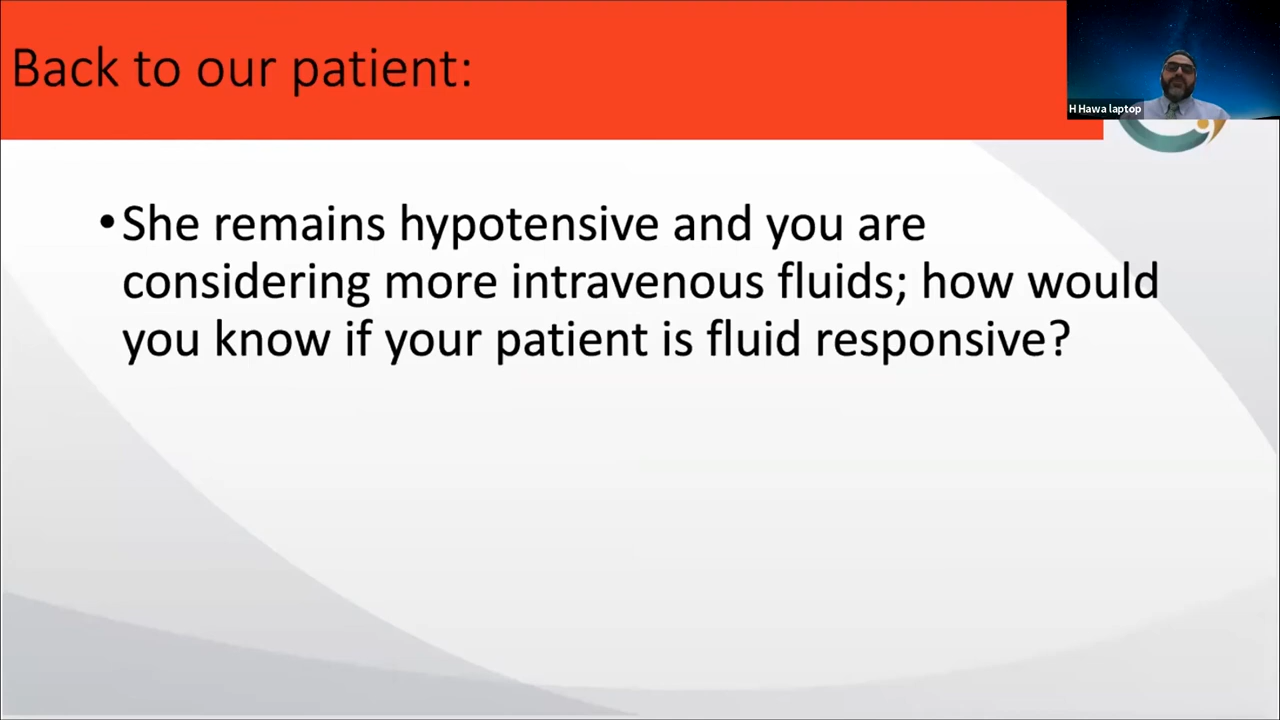 Back to our patient:
H Hawa laptop
•She remains hypotensive and you are
considering more intravenous fluids; how would
you know if your patient is fluid responsive?